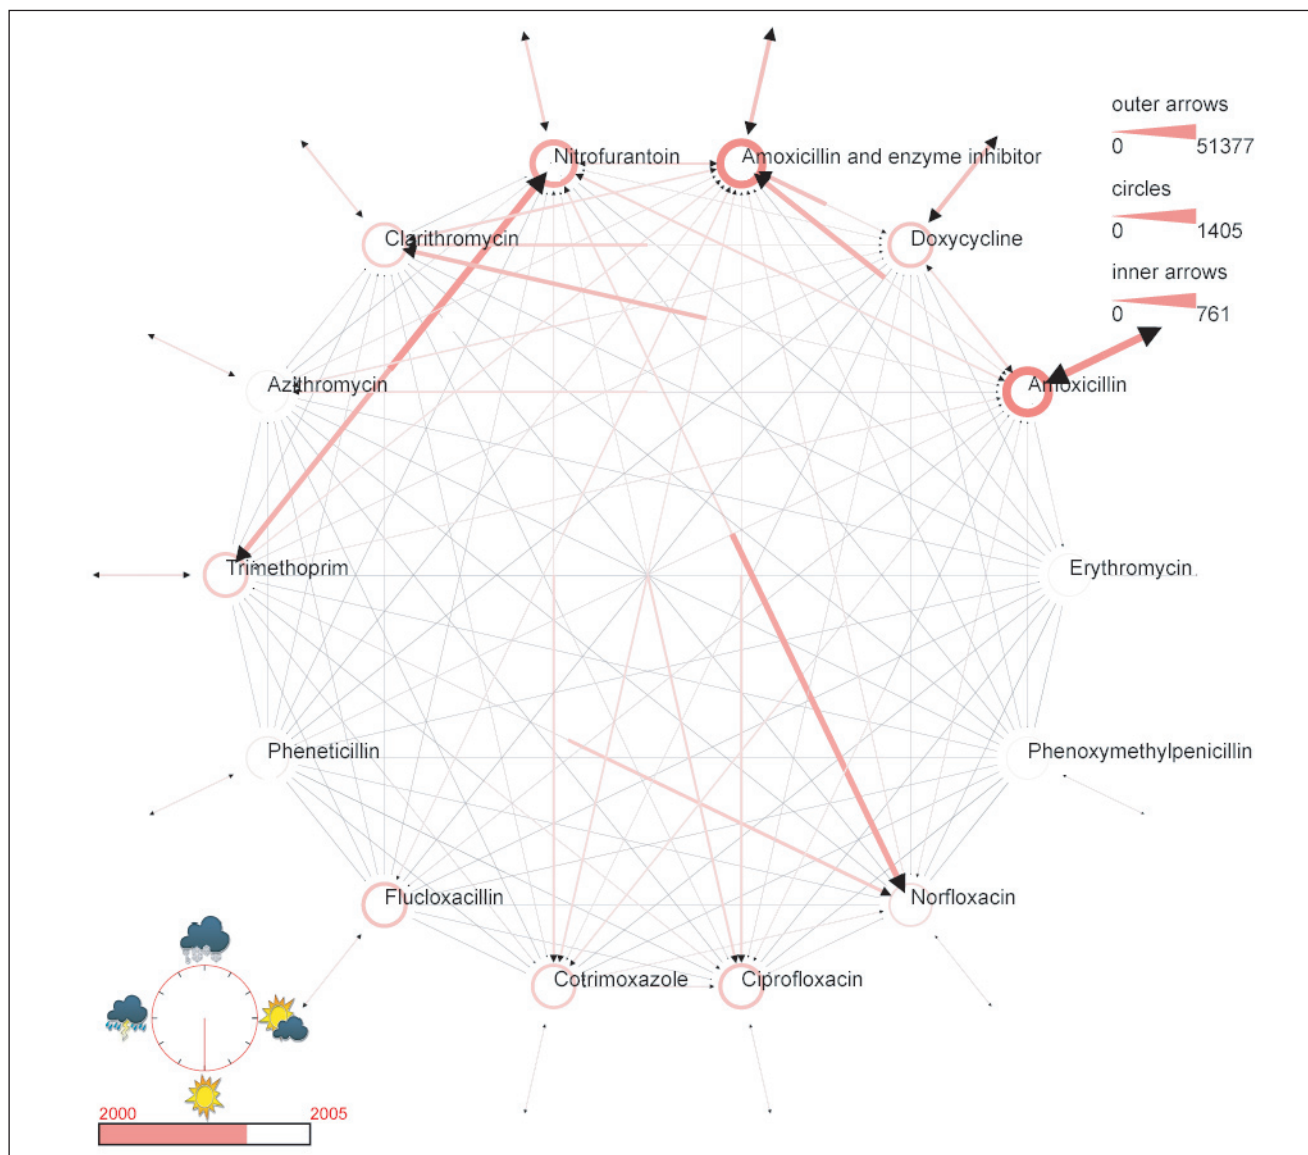 outer arrows
0 51377
Nitrofurantoin
Amoxicillin and enzyme inhibitor
circles
0 1405
Clarithromycin
Doxycycline
inner arrows
0 761
Azithromycin
Amoxicillin
Trimethoprim
Erythromycin
Pheneticillin
Phenoxymethylpenicillin
Flucloxacillin
Norfloxacin
Cotrimoxazole
Ciprofloxacin
2000 2005